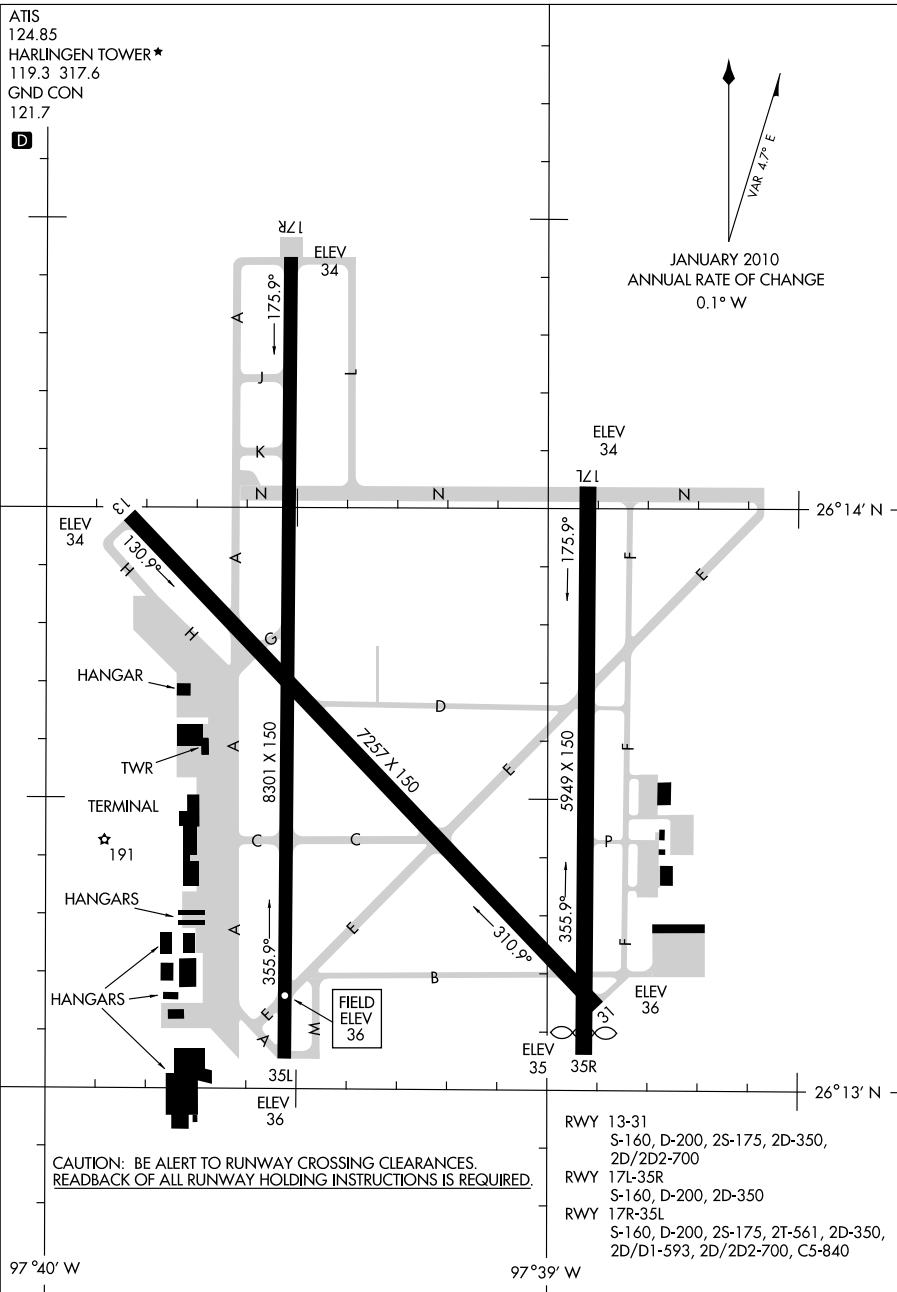 ATIS
124.85
HARLINGEN TOWER★
119.3 317.6
GND CON
121.7
D
VAR 4.7° E
JANUARY 2010
ANNUAL RATE OF CHANGE
0.1° W
17R
ELEV
34
175.9°
A
J
L
K
ELEV
34
17L
N
N
N
26°14' N
13
ELEV
34
130.9°
175.9°
A
F
H
E
H
G
HANGAR
D
A
7257 X 150
F
TWR
8301 X 150
E
5949 X 150
TERMINAL
191
C
C
P
HANGARS
355.9°
355.9°
A
E
310.9°
F
B
HANGARS
ELEV
36
FIELD
ELEV
36
E
M
31
A
ELEV
35
35R
35L
ELEV
36
26°13' N
RWY 13-31
S-160, D-200, 2S-175, 2D-350,
2D/2D2-700
RWY 17L-35R
S-160, D-200, 2D-350
RWY 17R-35L
S-160, D-200, 2S-175, 2T-561, 2D-350,
2D/D1-593, 2D/2D2-700, C5-840
CAUTION: BE ALERT TO RUNWAY CROSSING CLEARANCES.
READBACK OF ALL RUNWAY HOLDING INSTRUCTIONS IS REQUIRED.
97°40' W
97°39' W